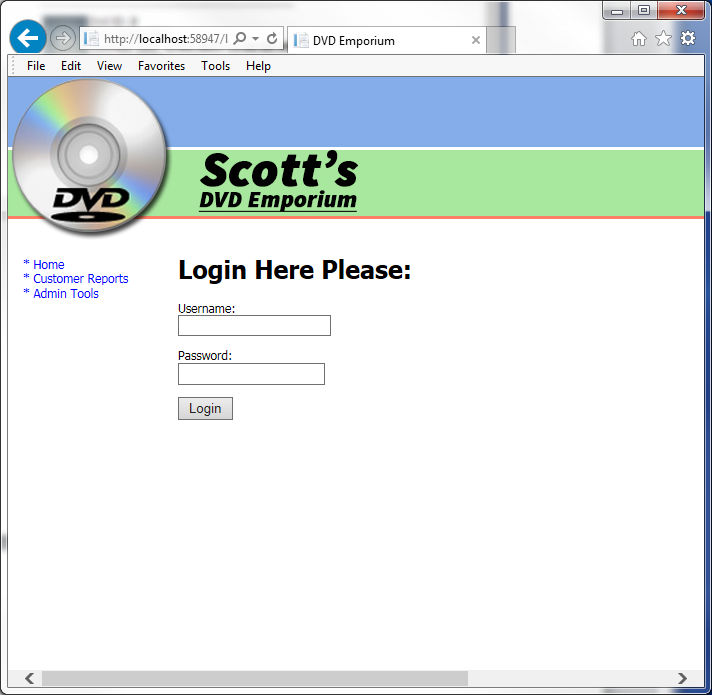 http://localhost:58947/l
DVD Emporium
File Edit View Favorites Tools Help
DVD
Scott's
DVD Emporium
* Home
* Customer Reports
* Admin Tools
Login Here Please:
Username:
Password:
Login